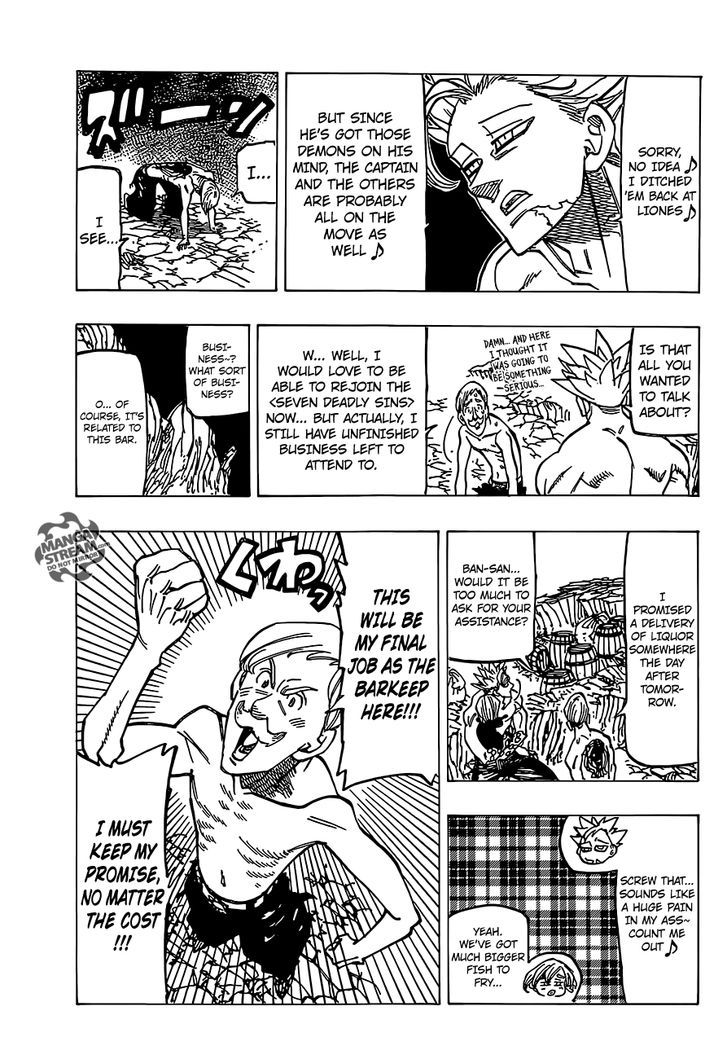 SORRY,
NO IDEA ♪
I DITCHED
'EM BACK AT
LIONES ♪
BUT SINCE
HE'S GOT THOSE
DEMONS ON HIS
MIND, THE CAPTAIN
AND THE OTHERS
ARE PROBABLY
ALL ON THE
MOVE AS
WELL ♪
ズーン
I...
I
SEE...
IS THAT
ALL YOU
WANTED
TO TALK
ABOUT?
DAMN... AND HERE
I THOUGHT IT
WAS GOING TO
BE SOMETHING
SERIOUS...
W... WELL, I
WOULD LOVE TO BE
ABLE TO REJOIN THE
<SEVEN DEADLY SINS>
NOW... BUT ACTUALLY, I
STILL HAVE UNFINISHED
BUSINESS LEFT TO
ATTEND TO.
BUSI-
NESS~?
WHAT SORT
OF BUSI-
NESS?
O... OF
COURSE, IT'S
RELATED TO
THIS BAR.
I
PROMISED
A DELIVERY
OF LIQUOR
SOMEWHERE
THE DAY
AFTER
TOMOR-
ROW.
BAN-SAN...
WOULD IT BE
TOO MUCH TO
ASK FOR YOUR
ASSISTANCE?
SCREW THAT...
SOUNDS LIKE
A HUGE PAIN
IN MY ASS~
COUNT ME
OUT ♪
YEAH.
WE'VE GOT
MUCH BIGGER
FISH TO
FRY...
くわっ
THIS
WILL BE
MY FINAL
JOB AS THE
BARKEEP
HERE!!!
I MUST
KEEP MY
PROMISE,
NO MATTER
THE COST
!!!
MANGA
STREAM.com
DO NOT MIRROR